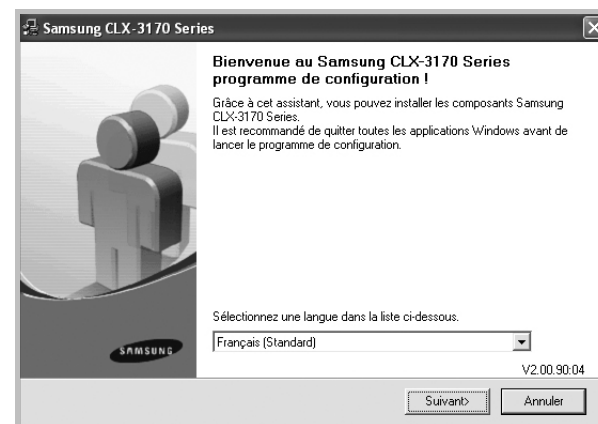 Samsung CLX-3170 Series
Bienvenue au Samsung CLX-3170 Series
programme de configuration !
Grâce à cet assistant, vous pouvez installer les composants Samsung
CLX-3170 Series.
Il est recommandé de quitter toutes les applications Windows avant de
lancer le programme de configuration.
Sélectionnez une langue dans la liste ci-dessous.
Français (Standard)
SAMSUNG
V2.00.90:04
Suivant>
Annuler